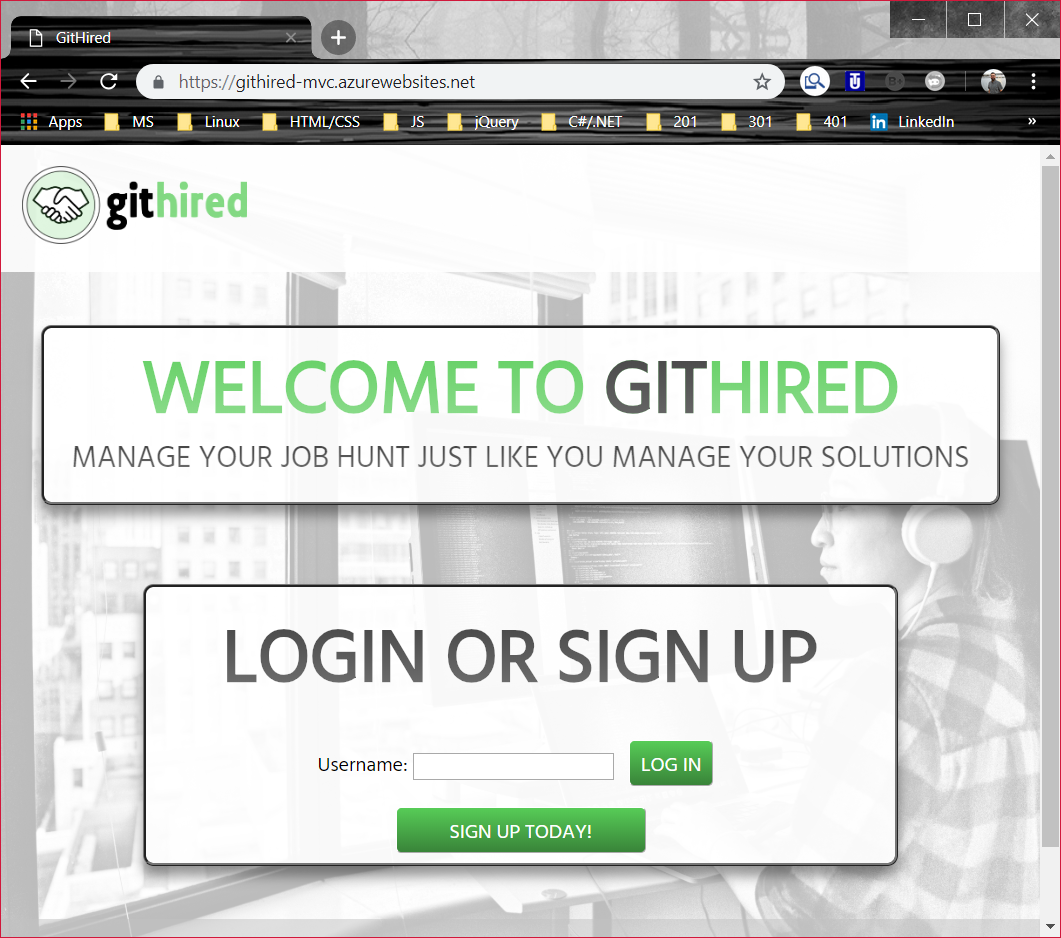 GitHired
https://githired-mvc.azurewebsites.net
Apps MS Linux HTML/CSS JS jQuery C#/.NET 201 301 401 LinkedIn »
githired
WELCOME TO GITHIRED
MANAGE YOUR JOB HUNT JUST LIKE YOU MANAGE YOUR SOLUTIONS
LOGIN OR SIGN UP
Username: LOG IN
SIGN UP TODAY!